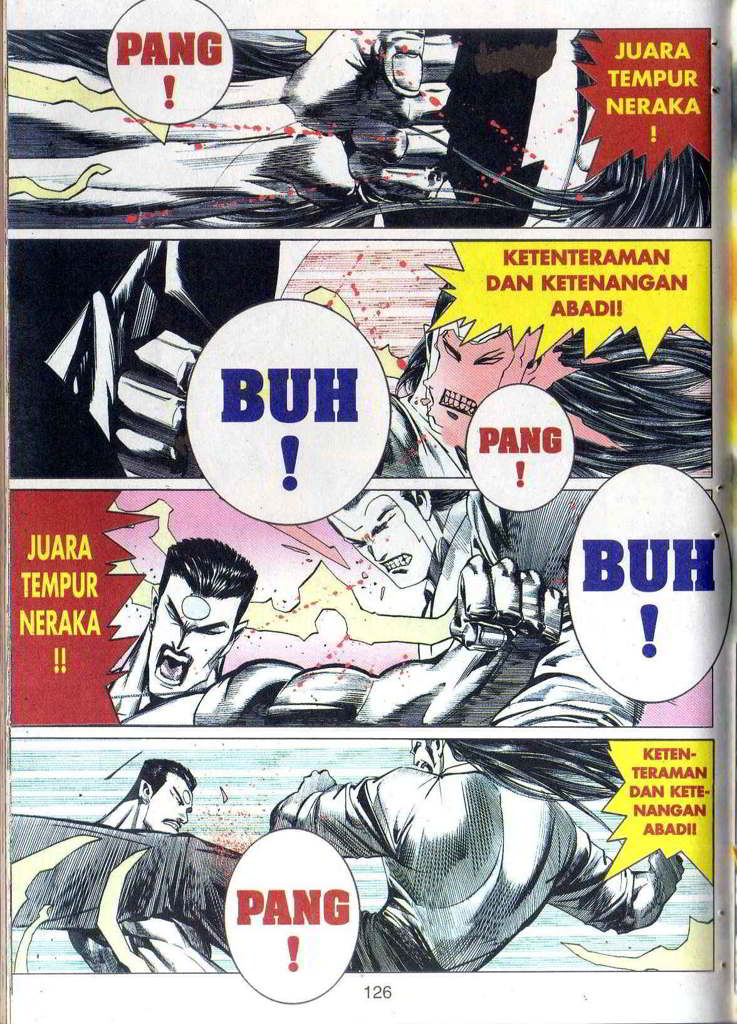 PANG
!
JUARA
TEMPUR
NERAKA
!
KETENTERAMAN
DAN KETENANGAN
ABADI!
BUH
!
PANG
!
JUARA
TEMPUR
NERAKA
!!
BUH
!
KETEN-
TERAMAN
DAN KETE-
NANGAN
ABADI!
PANG
!
126